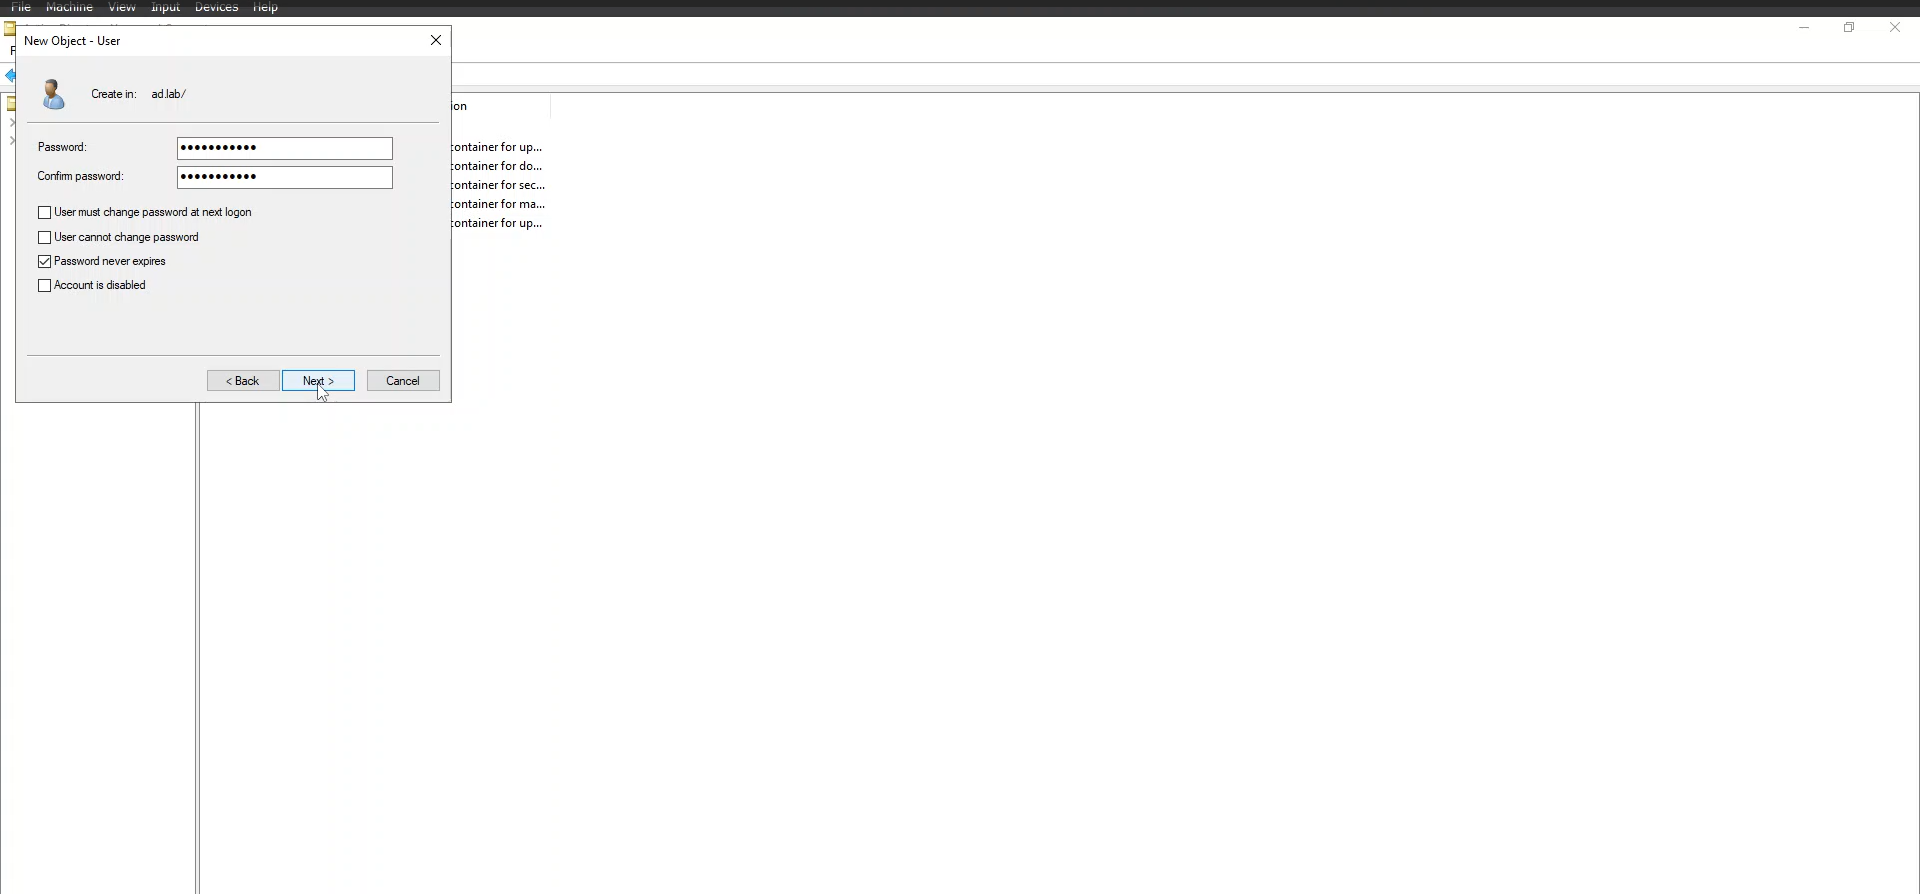 File Machine View Input Devices Help
New Object - User
Create in: ad.lab/
Password: •••••••••••
Confirm password: •••••••••••
User must change password at next logon
User cannot change password
Password never expires
Account is disabled
< Back Next > Cancel
ion
container for up...
container for do...
container for sec...
container for ma...
container for up...